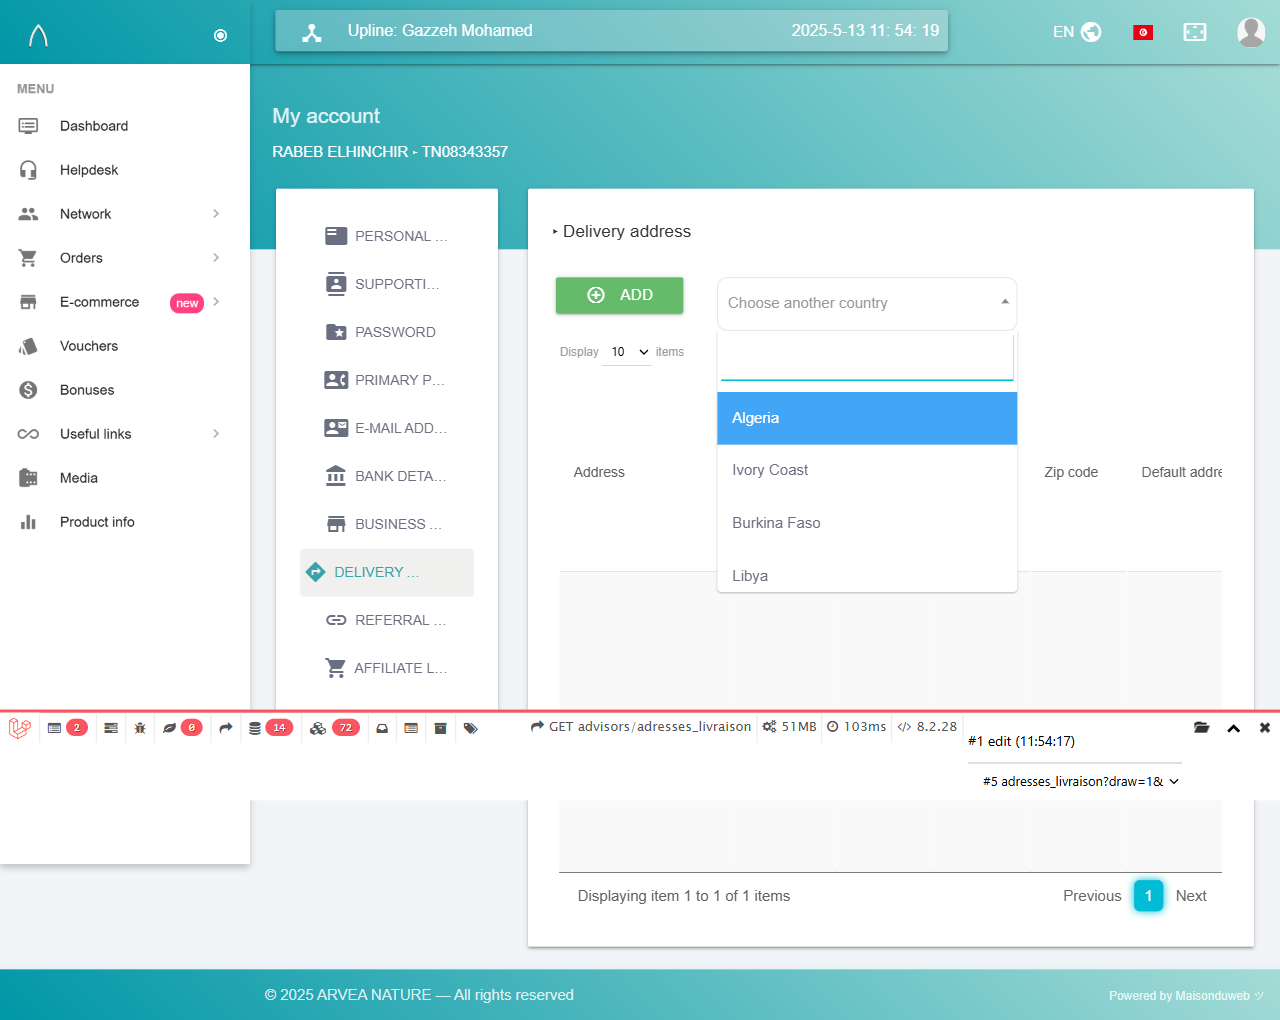 Upline: Gazzeh Mohamed
2025-5-13 11: 54: 19
EN
MENU
Dashboard
Helpdesk
Network
Orders
E-commerce
new
Vouchers
Bonuses
Useful links
Media
Product info
My account
RABEB ELHINCHIR - TN08343357
PERSONAL ...
SUPPORTI...
PASSWORD
PRIMARY P...
E-MAIL ADD...
BANK DETA...
BUSINESS ...
DELIVERY ...
REFERRAL ...
AFFILIATE L...
‣ Delivery address
ADD
Choose another country
Display 10 items
Algeria
Ivory Coast
Burkina Faso
Libya
Address
Zip code
Default addre
2
0
14
72
GET advisors/adresses_livraison
51MB
103ms
8.2.28
#1 edit (11:54:17)
#5 adresses_livraison?draw=1&
Displaying item 1 to 1 of 1 items
Previous
1
Next
© 2025 ARVEA NATURE — All rights reserved
Powered by Maisonduweb ツ